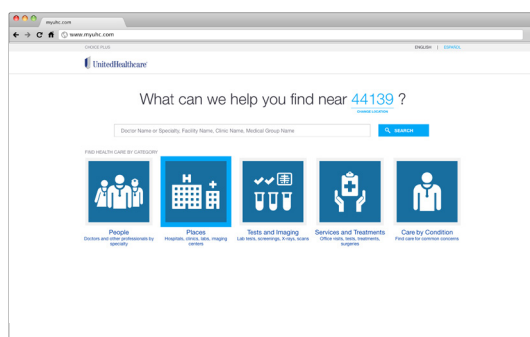 myuhc.com
www.myuhc.com
CHOICE PLUS
ENGLISH | ESPAÑOL
UnitedHealthcare
What can we help you find near 44139 ?
CHANGE LOCATION
Doctor Name or Specialty, Facility Name, Clinic Name, Medical Group Name
SEARCH
FIND HEALTH CARE BY CATEGORY
H
People
Doctors and other professionals by
specialty
Places
Hospitals, clinics, labs, imaging
centers
Tests and Imaging
Lab tests, screenings, X-rays, scans
Services and Treatments
Office visits, tests, treatments,
surgeries
Care by Condition
Find care for common concerns